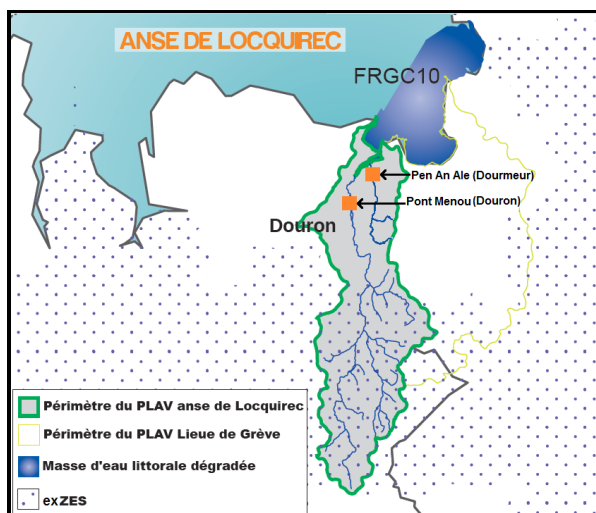 ANSE DE LOCQUIREC
FRGC10
Pen An Ale (Dourmeur)
Pont Menou (Douron)
Douron
Périmètre du PLAV anse de Locquirec
Périmètre du PLAV Lieue de Grève
Masse d'eau littorale dégradée
exZES